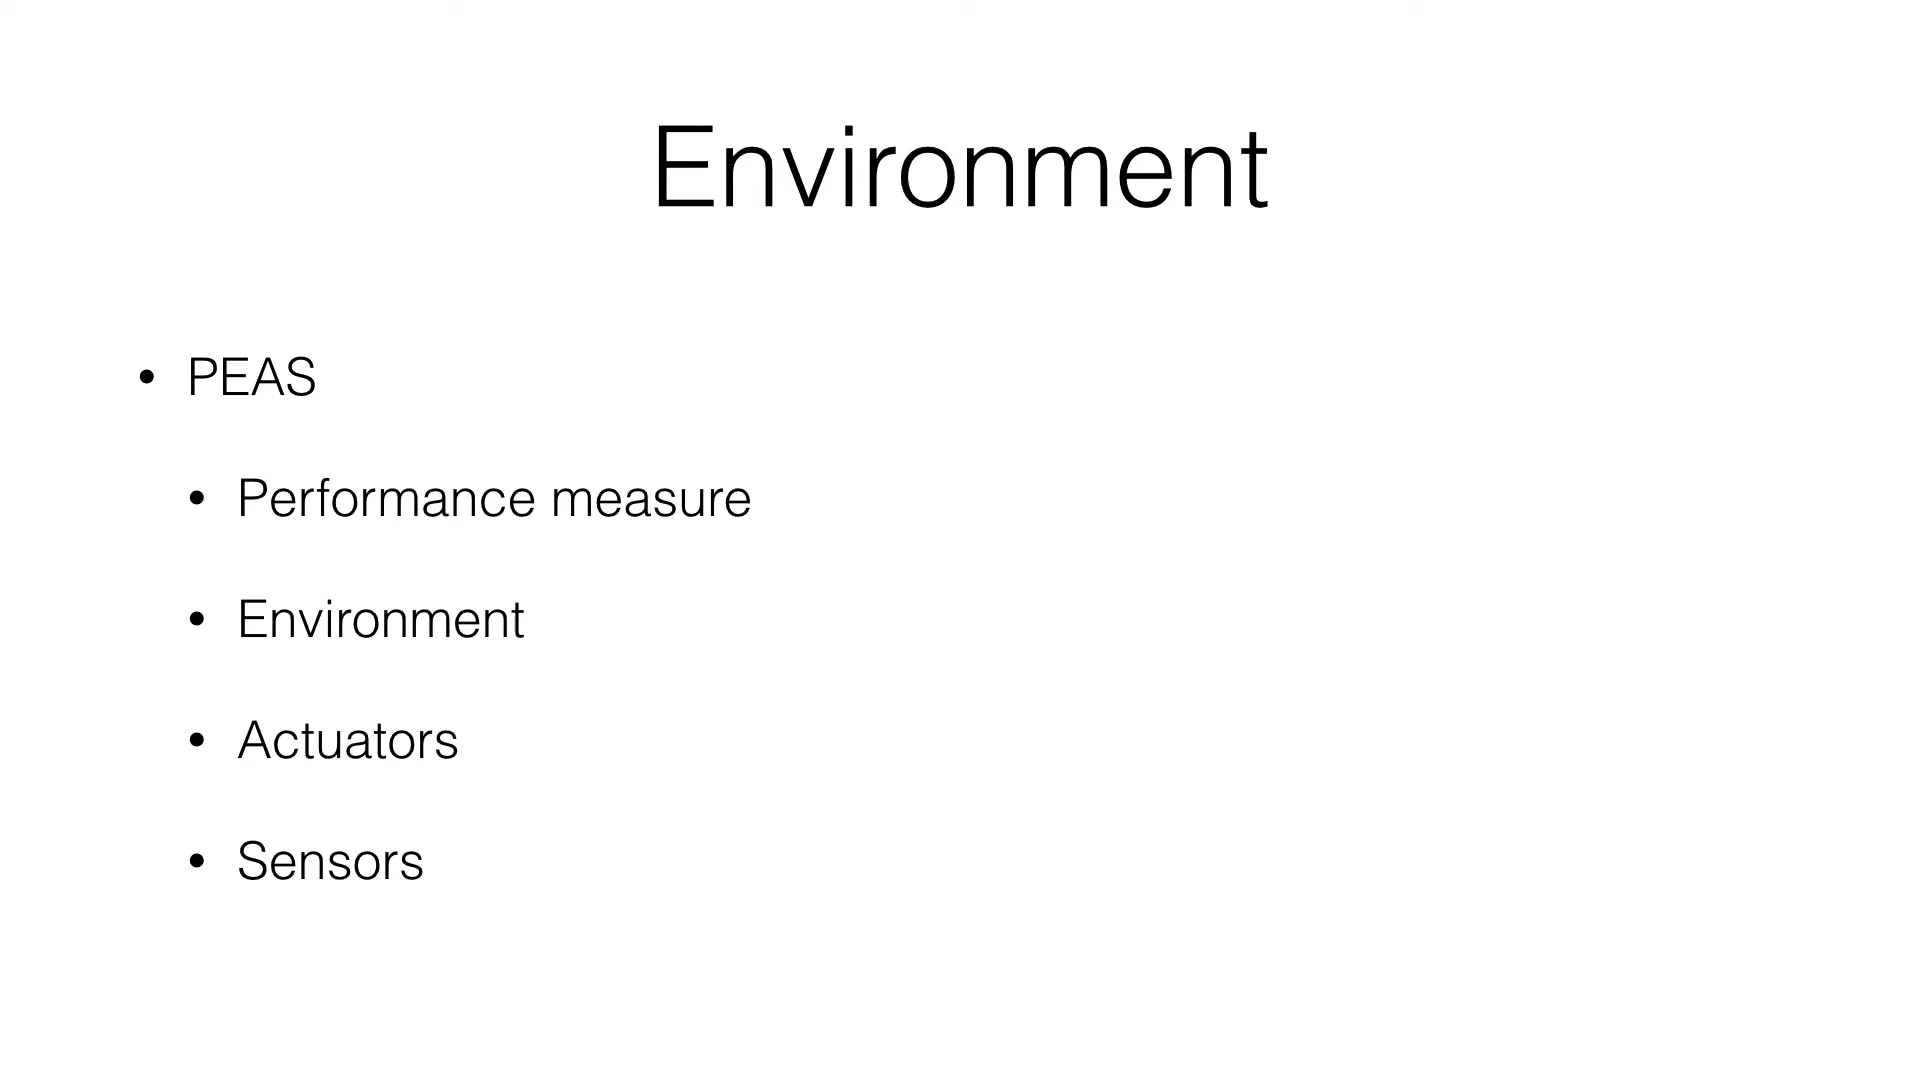 Environment
• PEAS
• Performance measure
• Environment
• Actuators
• Sensors